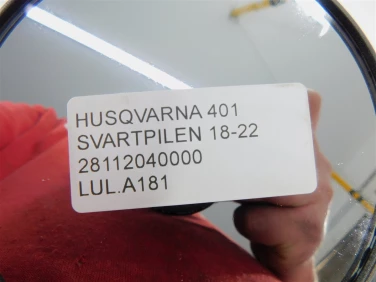 HUSQVARNA 401
SVARTPILEN 18-22
28112040000
LUL.A181